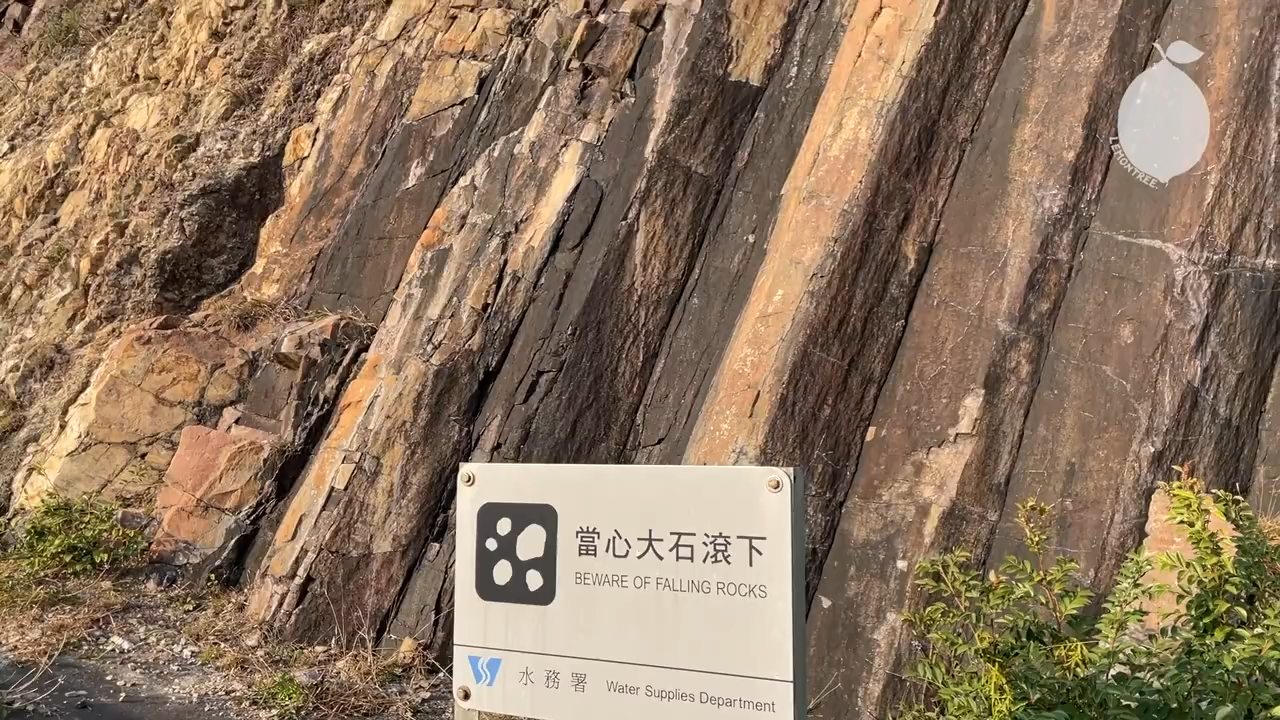 LEMONTREE
當心大石滾下
BEWARE OF FALLING ROCKS
水務署 Water Supplies Department